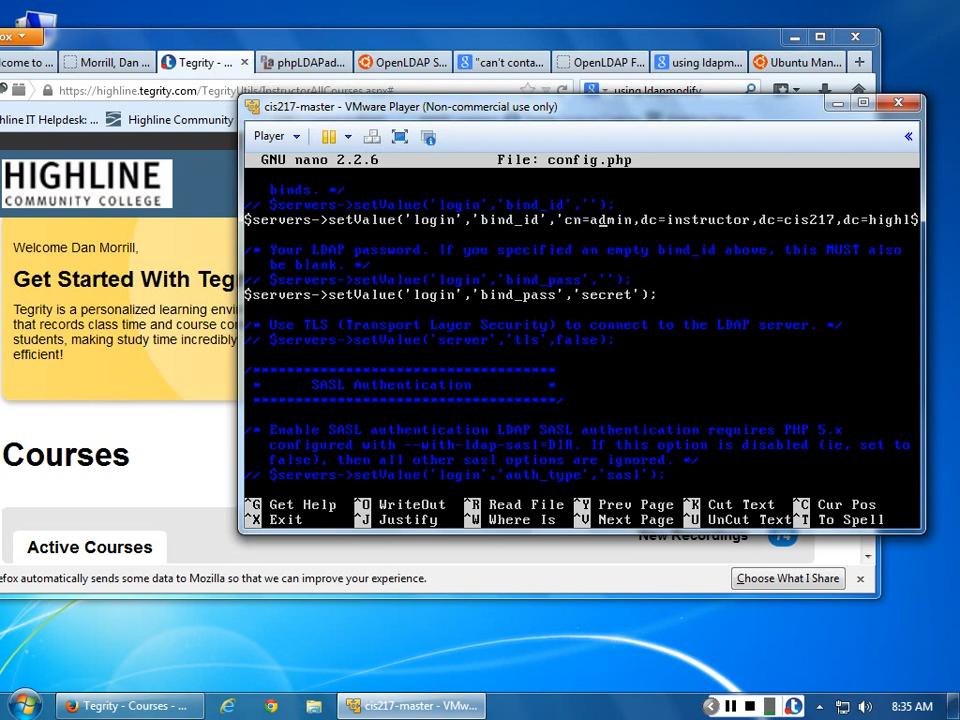 ox
lcome to ...
Morrill, Dan ...
Tegrity - ...
phpLDAPad...
OpenLDAP S...
"can't conta...
OpenLDAP F...
using ldapm...
Ubuntu Man...
https://highline.tegrity.com/TegrityUtils/InstructorAllCourses.aspx#
using ldapmodify
hline IT Helpdesk: ...
Highline Community
cis217-master - VMware Player (Non-commercial use only)
Player
GNU nano 2.2.6 File: config.php
binds. */
// $servers->setValue('login','bind_id','');
$servers->setValue('login','bind_id','cn=admin,dc=instructor,dc=cis217,dc=highl$
/* Your LDAP password. If you specified an empty bind_id above, this MUST also
be blank. */
// $servers->setValue('login','bind_pass','');
$servers->setValue('login','bind_pass','secret');
/* Use TLS (Transport Layer Security) to connect to the LDAP server. */
// $servers->setValue('server','tls',false);
/************************************
* SASL Authentication *
************************************/
/* Enable SASL authentication LDAP SASL authentication requires PHP 5.x
configured with --with-ldap-sasl=DIR. If this option is disabled (ie, set to
false), then all other sasl options are ignored. */
// $servers->setValue('login','auth_type','sasl');
^G Get Help ^O WriteOut ^R Read File ^Y Prev Page ^K Cut Text ^C Cur Pos
^X Exit ^J Justify ^W Where Is ^V Next Page ^U UnCut Text ^T To Spell
HIGHLINE
COMMUNITY COLLEGE
Welcome Dan Morrill,
Get Started With Tegr
Tegrity is a personalized learning envir
that records class time and course con
students, making study time incredibly
efficient!
Courses
Active Courses
New Recordings
74
efox automatically sends some data to Mozilla so that we can improve your experience.
Choose What I Share
Tegrity - Courses - ...
cis217-master - VMw...
8:35 AM